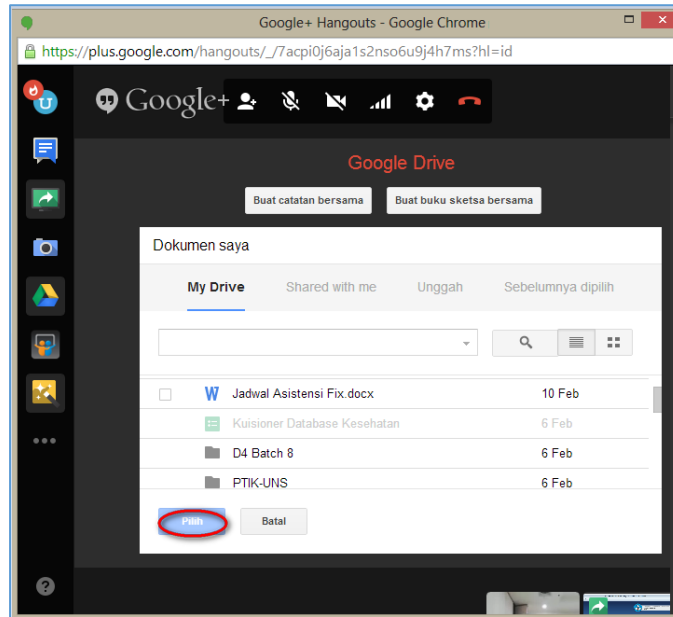 Google+ Hangouts - Google Chrome
https://plus.google.com/hangouts/_/7acpi0j6aja1s2nso6u9j4h7ms?hl=id
Google+
Google Drive
Buat catatan bersama Buat buku sketsa bersama
Dokumen saya
My Drive Shared with me Unggah Sebelumnya dipilih
Jadwal Asistensi Fix.docx 10 Feb
Kuisioner Database Kesehatan 6 Feb
D4 Batch 8 6 Feb
PTIK-UNS 6 Feb
Pilih Batal